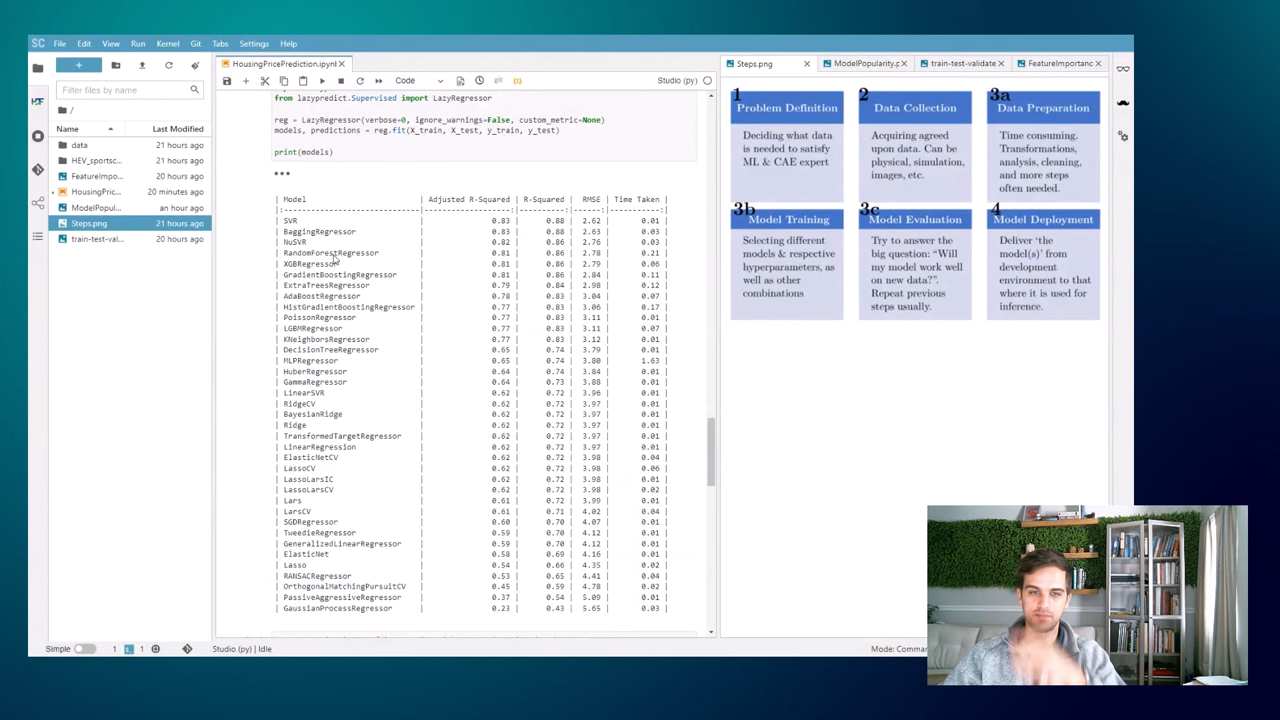 SC File Edit View Run Kernel Git Tabs Settings Help
+
Filter files by name
/
Name Last Modified
data 21 hours ago
HEV_sportsc... 21 hours ago
FeatureImpo... 20 hours ago
HousingPric... 20 minutes ago
ModelPopul... an hour ago
Steps.png 21 hours ago
train-test-val... 20 hours ago
HousingPricePrediction.ipynb
Code
git
Studio (py)
from lazypredict.Supervised import LazyRegressor
reg = LazyRegressor(verbose=0, ignore_warnings=False, custom_metric=None)
models, predictions = reg.fit(X_train, X_test, y_train, y_test)
print(models)
•••
| Model | Adjusted R-Squared | R-Squared | RMSE | Time Taken |
| SVR | 0.83 | 0.88 | 2.62 | 0.01 |
| BaggingRegressor | 0.83 | 0.88 | 2.63 | 0.03 |
| NuSVR | 0.82 | 0.86 | 2.76 | 0.03 |
| RandomForestRegressor | 0.81 | 0.86 | 2.78 | 0.21 |
| XGBRegressor | 0.81 | 0.86 | 2.79 | 0.06 |
| GradientBoostingRegressor | 0.81 | 0.86 | 2.84 | 0.11 |
| ExtraTreesRegressor | 0.79 | 0.84 | 2.98 | 0.12 |
| AdaBoostRegressor | 0.78 | 0.83 | 3.04 | 0.07 |
| HistGradientBoostingRegressor | 0.77 | 0.83 | 3.06 | 0.17 |
| PoissonRegressor | 0.77 | 0.83 | 3.11 | 0.01 |
| LGBMRegressor | 0.77 | 0.83 | 3.11 | 0.07 |
| KNeighborsRegressor | 0.77 | 0.83 | 3.12 | 0.01 |
| DecisionTreeRegressor | 0.65 | 0.74 | 3.79 | 0.01 |
| MLPRegressor | 0.65 | 0.74 | 3.80 | 1.63 |
| HuberRegressor | 0.64 | 0.74 | 3.82 | 0.01 |
| GammaRegressor | 0.64 | 0.73 | 3.88 | 0.01 |
| LinearSVR | 0.62 | 0.72 | 3.96 | 0.01 |
| RidgeCV | 0.62 | 0.72 | 3.97 | 0.01 |
| BayesianRidge | 0.62 | 0.72 | 3.97 | 0.01 |
| Ridge | 0.62 | 0.72 | 3.97 | 0.01 |
| TransformedTargetRegressor | 0.62 | 0.72 | 3.97 | 0.01 |
| LinearRegression | 0.62 | 0.72 | 3.97 | 0.01 |
| ElasticNetCV | 0.62 | 0.72 | 3.98 | 0.04 |
| LassoCV | 0.62 | 0.72 | 3.98 | 0.06 |
| LassoLarsIC | 0.62 | 0.72 | 3.98 | 0.01 |
| LassoLarsCV | 0.62 | 0.72 | 3.98 | 0.02 |
| Lars | 0.61 | 0.72 | 3.99 | 0.01 |
| LarsCV | 0.61 | 0.71 | 4.02 | 0.04 |
| SGDRegressor | 0.60 | 0.70 | 4.07 | 0.01 |
| TweedieRegressor | 0.59 | 0.70 | 4.12 | 0.01 |
| GeneralizedLinearRegressor | 0.59 | 0.70 | 4.12 | 0.01 |
| ElasticNet | 0.58 | 0.69 | 4.16 | 0.01 |
| Lasso | 0.54 | 0.66 | 4.35 | 0.02 |
| RANSACRegressor | 0.53 | 0.65 | 4.41 | 0.04 |
| OrthogonalMatchingPursuitCV | 0.45 | 0.59 | 4.78 | 0.02 |
| PassiveAggressiveRegressor | 0.37 | 0.54 | 5.09 | 0.01 |
| GaussianProcessRegressor | 0.23 | 0.43 | 5.65 | 0.03 |
Steps.png ModelPopularity.p train-test-validate FeatureImportanc
1
Problem Definition
Deciding what data
is needed to satisfy
ML & CAE expert
2
Data Collection
Acquiring agreed
upon data. Can be
physical, simulation,
images, etc.
3a
Data Preparation
Time consuming.
Transformations,
analysis, cleaning,
and more steps
often needed.
3b
Model Training
Selecting different
models & respective
hyperparameters, as
well as other
combinations
3c
Model Evaluation
Try to answer the
big question: “Will
my model work well
on new data?”.
Repeat previous
steps usually.
4
Model Deployment
Deliver ‘the
model(s)’ from
development
environment to that
where it is used for
inference.
Simple 1 1 Studio (py) | Idle Mode: Comman